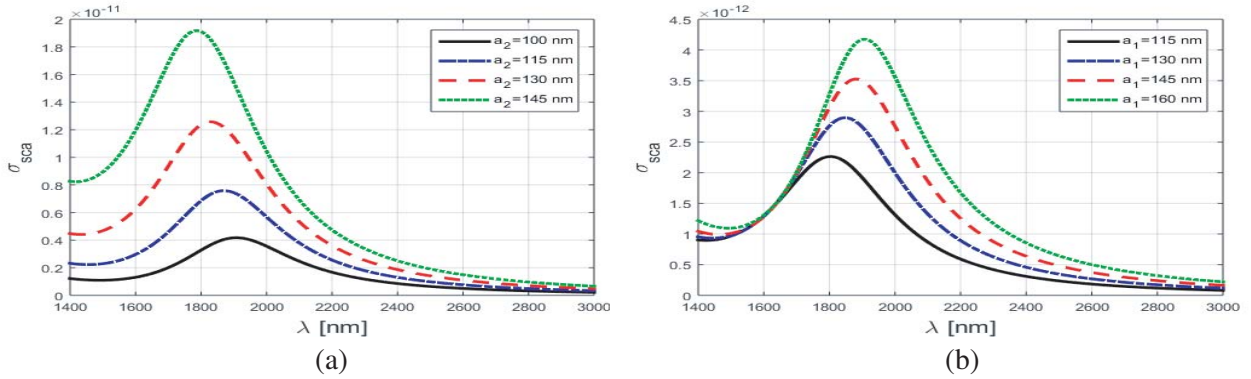 × 10⁻¹¹
2
1.8
1.6
1.4
1.2
1
0.8
0.6
0.4
0.2
0
σsca
1400 1600 1800 2000 2200 2400 2600 2800 3000
λ [nm]
a₂=100 nm
a₂=115 nm
a₂=130 nm
a₂=145 nm
(a)
× 10⁻¹²
4.5
4
3.5
3
2.5
2
1.5
1
0.5
0
σsca
1400 1600 1800 2000 2200 2400 2600 2800 3000
λ [nm]
a₁=115 nm
a₁=130 nm
a₁=145 nm
a₁=160 nm
(b)